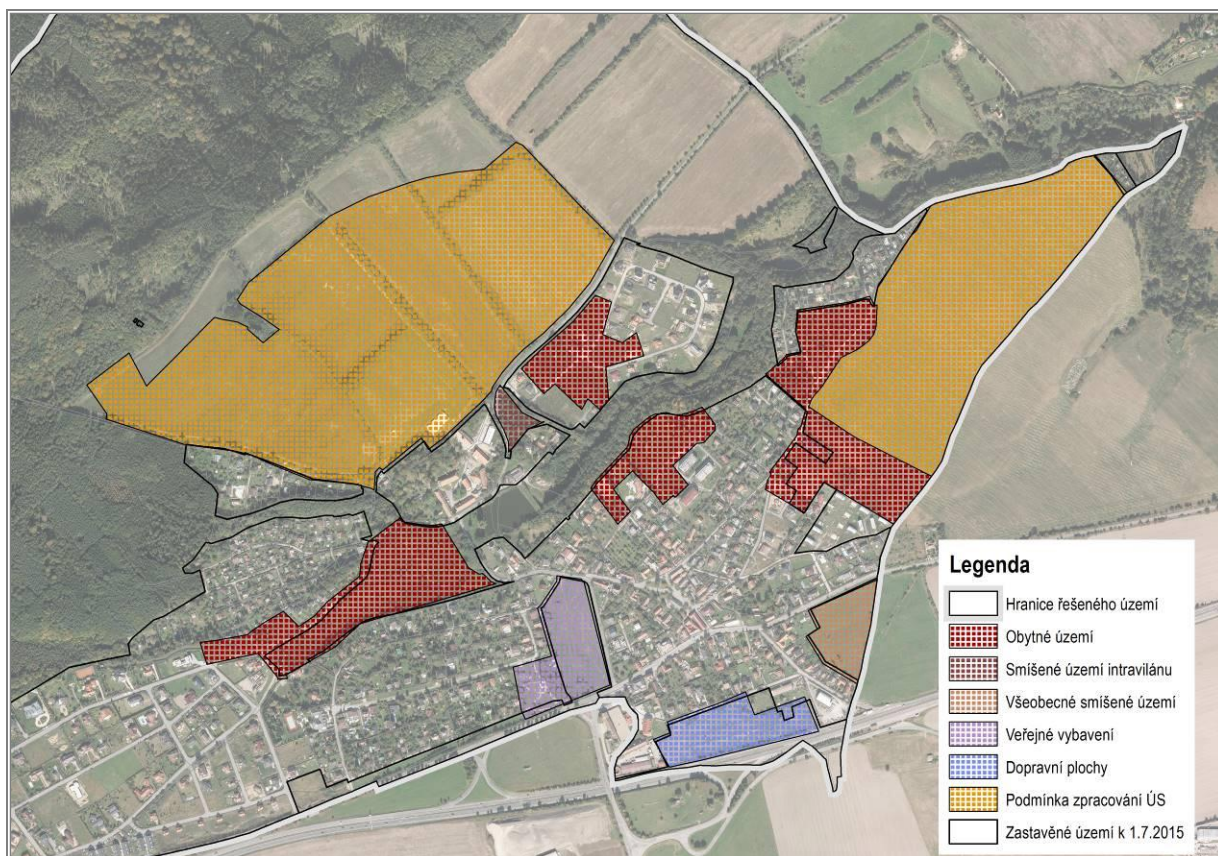 Legenda
Hranice řešeného území
Obytné území
Smíšené území intravilánu
Všeobecné smíšené území
Veřejné vybavení
Dopravní plochy
Podmínka zpracování ÚS
Zastavěné území k 1.7.2015